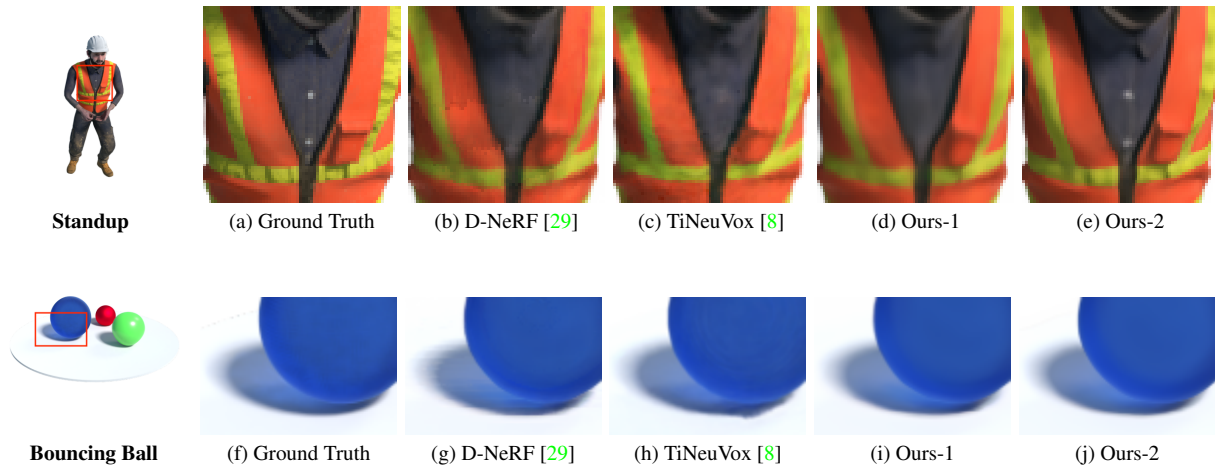 Standup
(a) Ground Truth
(b) D-NeRF [29]
(c) TiNeuVox [8]
(d) Ours-1
(e) Ours-2
Bouncing Ball
(f) Ground Truth
(g) D-NeRF [29]
(h) TiNeuVox [8]
(i) Ours-1
(j) Ours-2